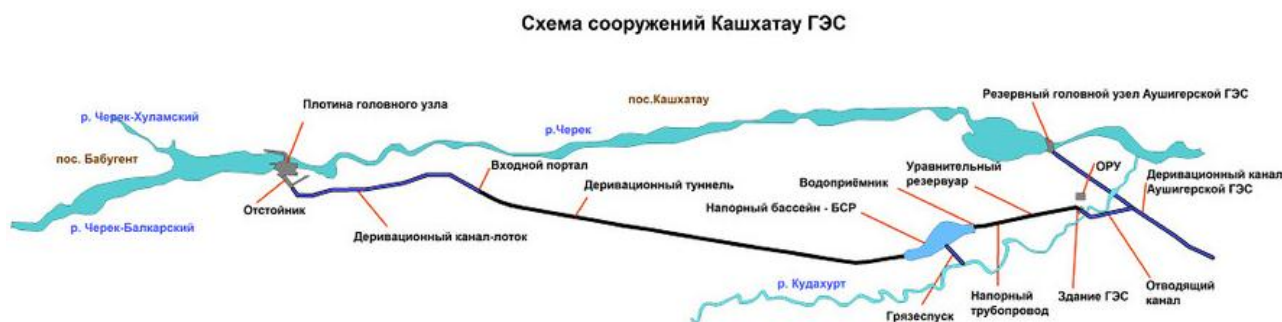 Схема сооружений Кашхатау ГЭС
р. Черек-Хуламский
Плотина головного узла
пос.Кашхатау
Резервный головной узел Аушигерской ГЭС
р.Черек
пос. Бабугент
Входной портал
Уравнительный
резервуар
ОРУ
Деривационный канал
Аушигерской ГЭС
Отстойник
Деривационный туннель
Водоприёмник
Напорный бассейн - БСР
р. Черек-Балкарский
Деривационный канал-лоток
р. Кудахурт
Грязеспуск
Напорный
трубопровод
Здание ГЭС
Отводящий
канал